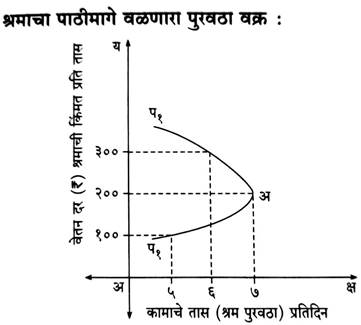 श्रमाचा पाठीमागे वळणारा पुरवठा वक्र :
य
वेतन दर (₹) श्रमाची किंमत प्रति तास
प१
३००
२००
अ
१००
प१
अ
५
६
७
क्ष
कामाचे तास (श्रम पुरवठा) प्रतिदिन